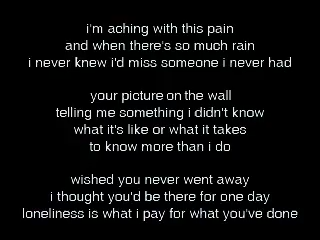 i'm aching with this pain
and when there's so much rain
i never knew i'd miss someone i never had
your picture on the wall
telling me something i didn't know
what it's like or what it takes
to know more than i do
wished you never went away
i thought you'd be there for one day
loneliness is what i pay for what you've done